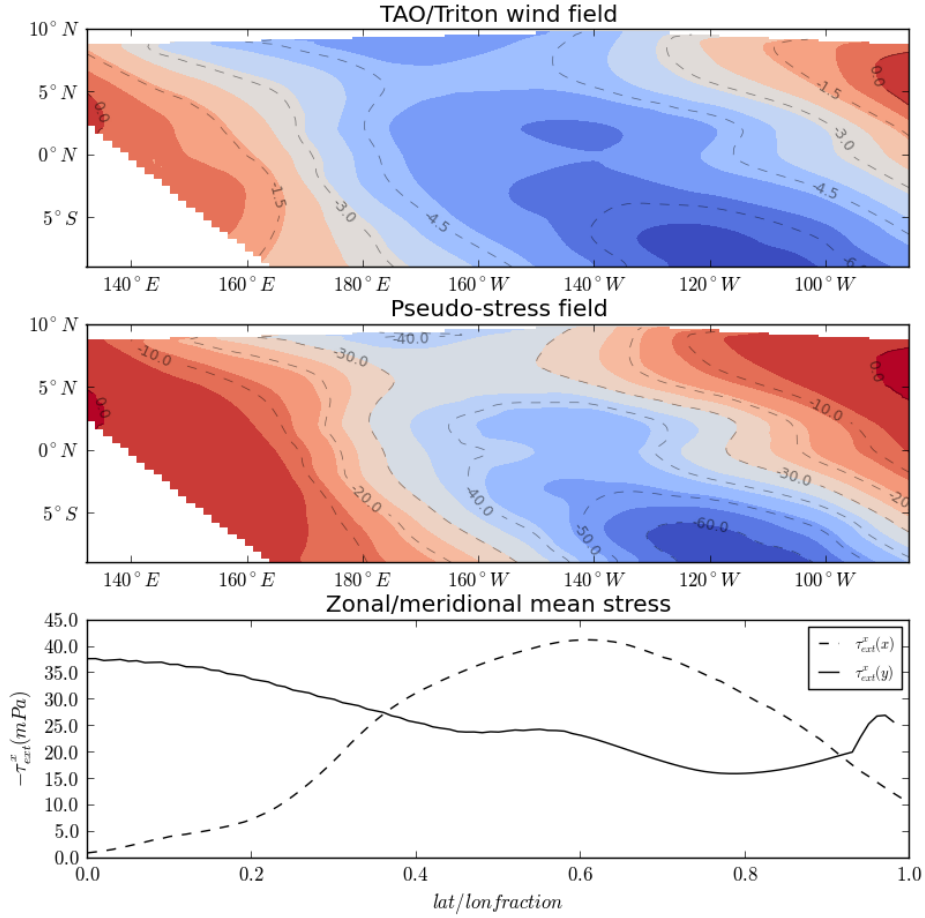 TAO/Triton wind field
10°N
5°N
0°N
5°S
0.0
-1.5
-3.0
-4.5
-1.5
-3.0
-4.5
0.0
140°E
160°E
180°E
160°W
140°W
120°W
100°W
Pseudo-stress field
10°N
5°N
0°N
5°S
-10.0
0.0
-20.0
-30.0
-40.0
-40.0
-50.0
-60.0
-10.0
-30.0
0.0
140°E
160°E
180°E
160°W
140°W
120°W
100°W
Zonal/meridional mean stress
45.0
40.0
35.0
30.0
25.0
20.0
15.0
10.0
5.0
0.0
−τ^x_ext(mPa)
τ^x_ext(x)
τ^x_ext(y)
0.0
0.2
0.4
0.6
0.8
1.0
lat/lonfraction